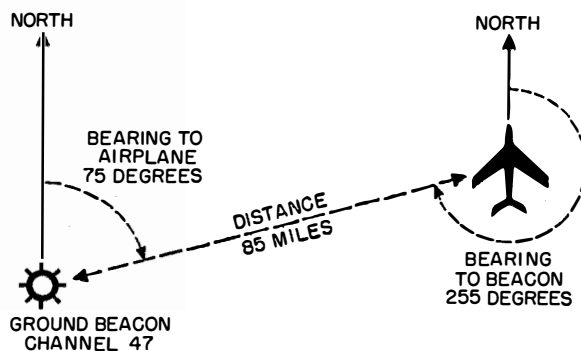 NORTH
NORTH
BEARING TO
AIRPLANE
75 DEGREES
DISTANCE
85 MILES
BEARING
TO BEACON
255 DEGREES
GROUND BEACON
CHANNEL 47